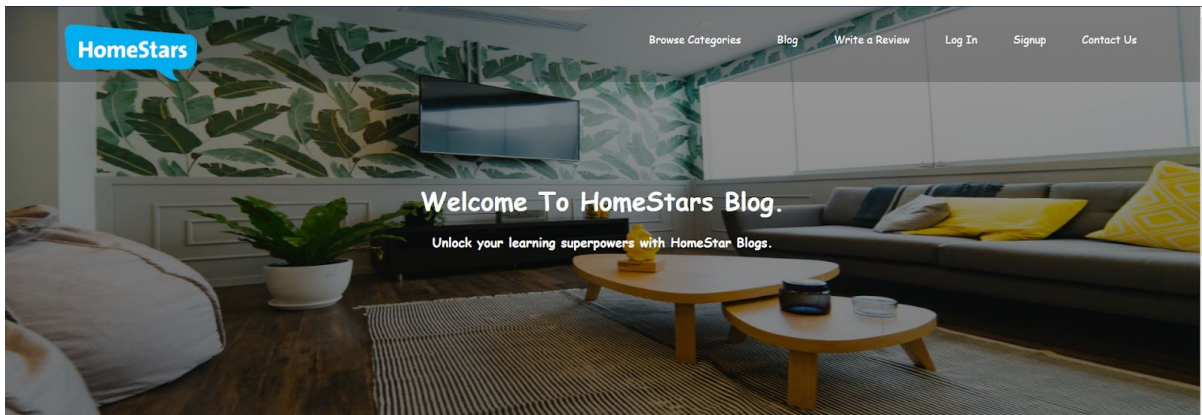 HomeStars
Browse Categories Blog Write a Review Log In Signup Contact Us
Welcome To HomeStars Blog.
Unlock your learning superpowers with HomeStar Blogs.